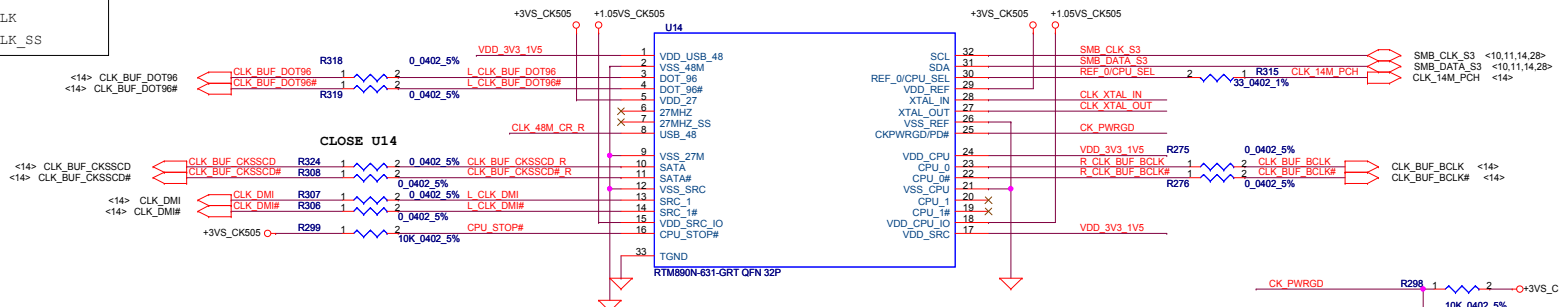 LK
LK_SS
+3VS_CK505 +1.05VS_CK505
+3VS_CK505 +1.05VS_CK505
U14
VDD_3V3_1V5 1 VDD_USB_48
2 VSS_48M
<14> CLK_BUF_DOT96 CLK_BUF_DOT96 R318 1 2 0_0402_5% L_CLK_BUF_DOT96 3 DOT_96
<14> CLK_BUF_DOT96# CLK_BUF_DOT96# R319 1 2 0_0402_5% L_CLK_BUF_DOT96# 4 DOT_96#
5 VDD_27
6 27MHZ
7 27MHZ_SS
CLK_48M_CR_R 8 USB_48
CLOSE U14
9 VSS_27M
<14> CLK_BUF_CKSSCD CLK_BUF_CKSSCD R324 1 2 0_0402_5% CLK_BUF_CKSSCD_R 10 SATA
<14> CLK_BUF_CKSSCD# CLK_BUF_CKSSCD# R308 1 2 0_0402_5% CLK_BUF_CKSSCD#_R 11 SATA#
12 VSS_SRC
<14> CLK_DMI CLK_DMI R307 1 2 0_0402_5% L_CLK_DMI 13 SRC_1
<14> CLK_DMI# CLK_DMI# R306 1 2 0_0402_5% L_CLK_DMI# 14 SRC_1#
15 VDD_SRC_IO
+3VS_CK505 R299 1 2 10K_0402_5% CPU_STOP# 16 CPU_STOP#
33 TGND
RTM890N-631-GRT QFN 32P
SCL 32 SMB_CLK_S3 SMB_CLK_S3 <10,11,14,28>
SDA 31 SMB_DATA_S3 SMB_DATA_S3 <10,11,14,28>
REF_0/CPU_SEL 30 REF_0/CPU_SEL 2 1 R315 33_0402_1% CLK_14M_PCH CLK_14M_PCH <14>
VDD_REF 29
XTAL_IN 28 CLK_XTAL_IN
XTAL_OUT 27 CLK_XTAL_OUT
VSS_REF 26
CKPWRGD/PD# 25 CK_PWRGD
VDD_CPU 24 VDD_3V3_1V5
CPU_0 23 R_CLK_BUF_BCLK R275 1 2 0_0402_5% CLK_BUF_BCLK CLK_BUF_BCLK <14>
CPU_0# 22 R_CLK_BUF_BCLK# R276 1 2 0_0402_5% CLK_BUF_BCLK# CLK_BUF_BCLK# <14>
VSS_CPU 21
CPU_1 20
CPU_1# 19
VDD_CPU_IO 18
VDD_SRC 17 VDD_3V3_1V5
CK_PWRGD R298 1 2 +3VS_C
10K_0402_5%